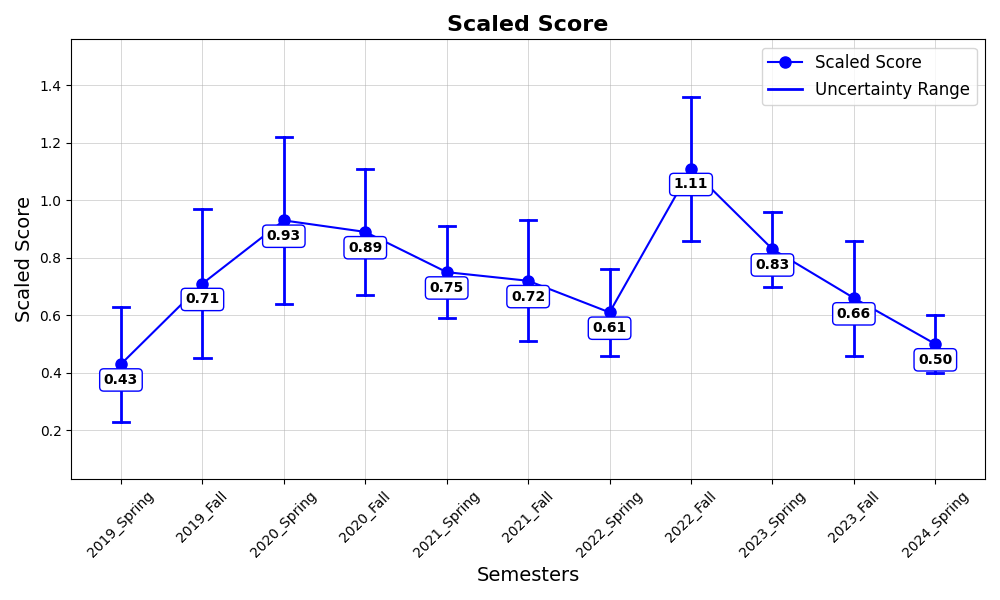 Scaled Score
Scaled Score
Uncertainty Range
Scaled Score
1.4
1.2
1.0
0.8
0.6
0.4
0.2
0.43
0.71
0.93
0.89
0.75
0.72
0.61
1.11
0.83
0.66
0.50
2019_Spring
2019_Fall
2020_Spring
2020_Fall
2021_Spring
2021_Fall
2022_Spring
2022_Fall
2023_Spring
2023_Fall
2024_Spring
Semesters